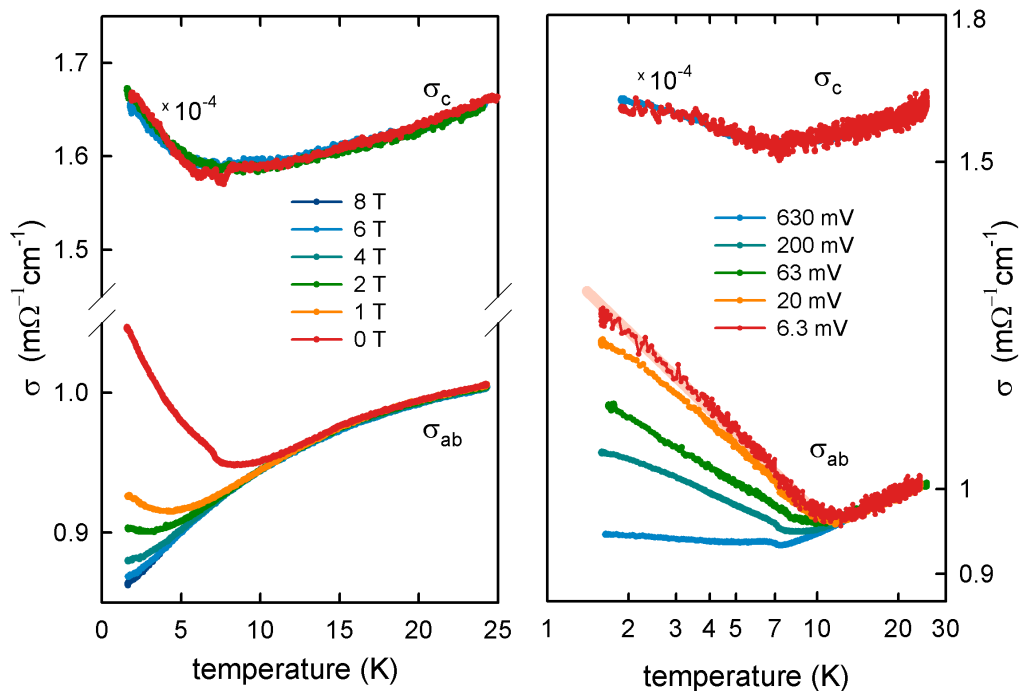 1.7
1.6
1.5
1.0
0.9
σ (mΩ⁻¹cm⁻¹)
× 10⁻⁴
σc
8 T
6 T
4 T
2 T
1 T
0 T
σab
0 5 10 15 20 25
temperature (K)
× 10⁻⁴
σc
630 mV
200 mV
63 mV
20 mV
6.3 mV
σab
1.8
1.5
1
0.9
σ (mΩ⁻¹cm⁻¹)
1 2 3 4 5 7 12 20 30
temperature (K)